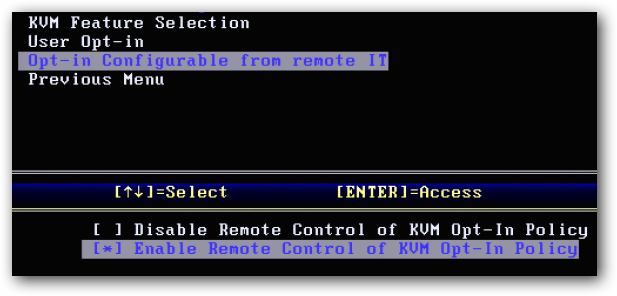 KVM Feature Selection
User Opt-in
Opt-in Configurable from remote IT
Previous Menu
[↑↓]=Select [ENTER]=Access
[ ] Disable Remote Control of KVM Opt-In Policy
[*] Enable Remote Control of KVM Opt-In Policy